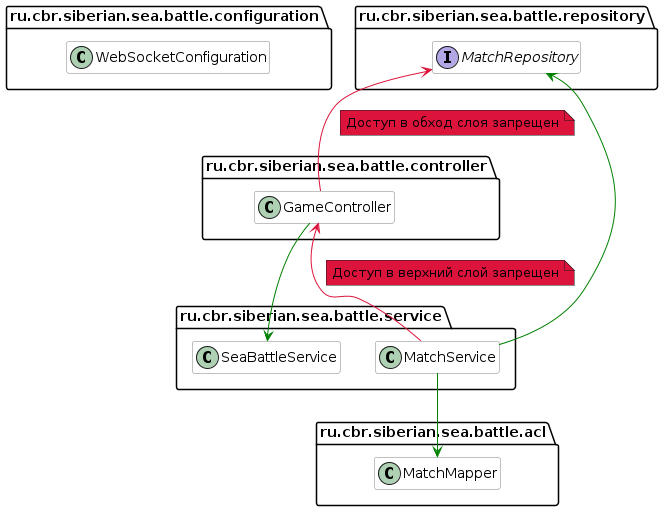 ru.cbr.siberian.sea.battle.configuration
C WebSocketConfiguration
ru.cbr.siberian.sea.battle.repository
I MatchRepository
Доступ в обход слоя запрещен
ru.cbr.siberian.sea.battle.controller
C GameController
Доступ в верхний слой запрещен
ru.cbr.siberian.sea.battle.service
C SeaBattleService
C MatchService
ru.cbr.siberian.sea.battle.acl
C MatchMapper